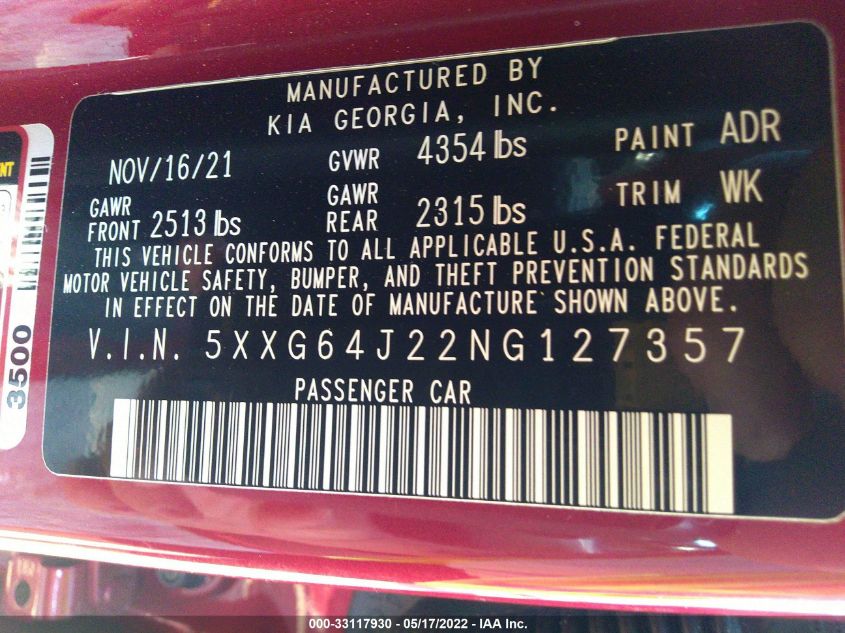 MANUFACTURED BY
KIA GEORGIA, INC.
NOV/16/21 GVWR 4354 lbs PAINT ADR
GAWR FRONT 2513 lbs GAWR REAR 2315 lbs TRIM WK
THIS VEHICLE CONFORMS TO ALL APPLICABLE U.S.A. FEDERAL
MOTOR VEHICLE SAFETY, BUMPER, AND THEFT PREVENTION STANDARDS
IN EFFECT ON THE DATE OF MANUFACTURE SHOWN ABOVE.
V.I.N. 5XXG64J22NG127357
PASSENGER CAR
3500
000-33117930 - 05/17/2022 - IAA Inc.